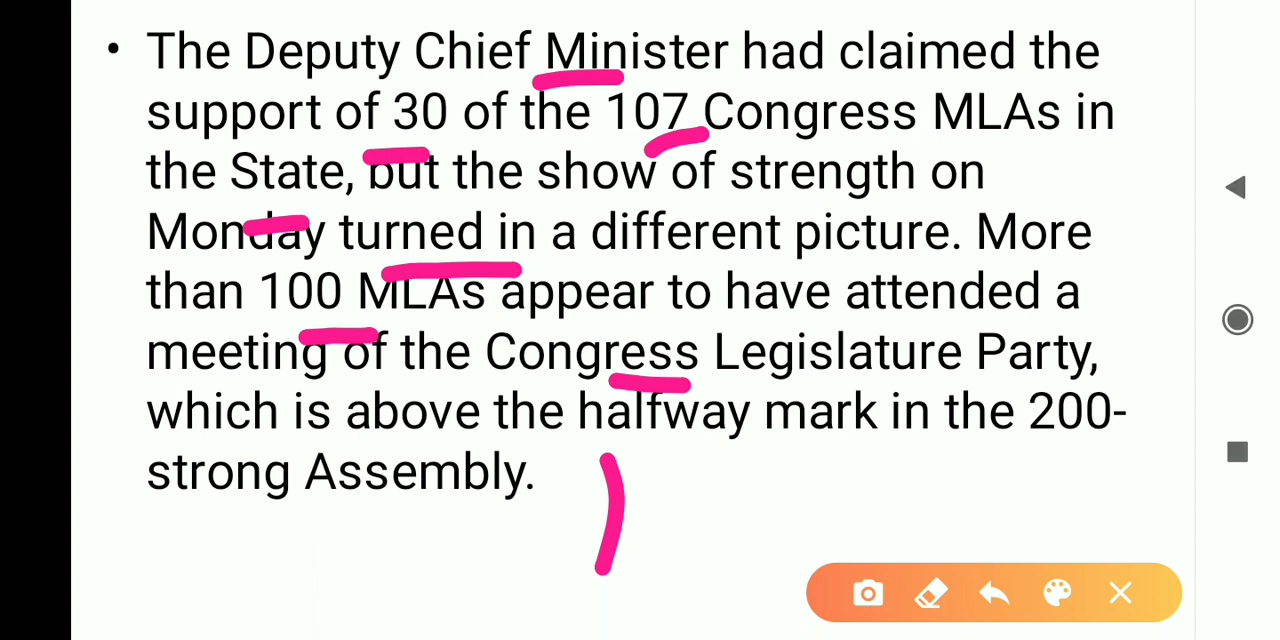 • The Deputy Chief Minister had claimed the
support of 30 of the 107 Congress MLAs in
the State, but the show of strength on
Monday turned in a different picture. More
than 100 MLAs appear to have attended a
meeting of the Congress Legislature Party,
which is above the halfway mark in the 200-
strong Assembly.